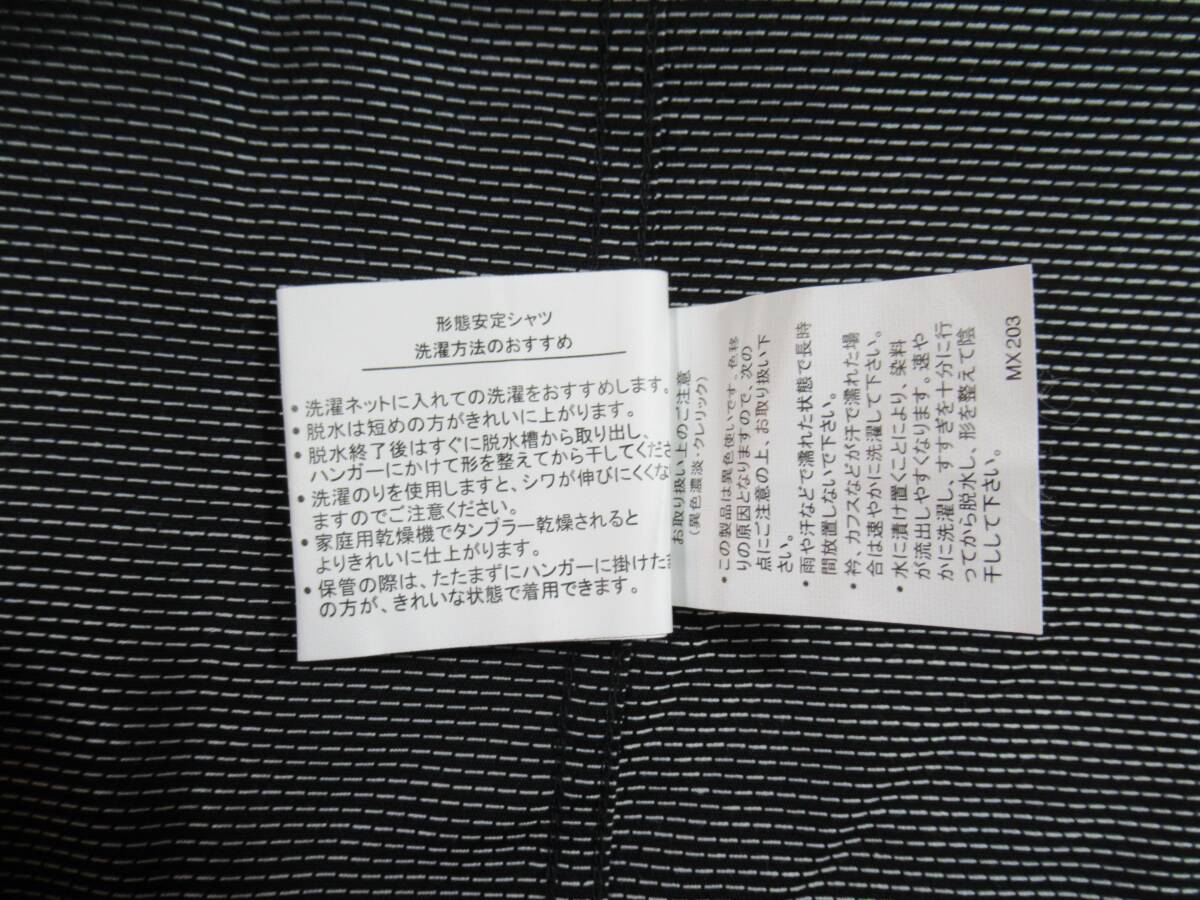 形態安定シャツ
洗濯方法のおすすめ
・洗濯ネットに入れての洗濯をおすすめします。
・脱水は短めの方がきれいに上がります。
・脱水終了後はすぐに脱水槽から取り出し、
ハンガーにかけて形を整えてから干してくださ
・洗濯のりを使用しますと、シワが伸びにくくな
ますのでご注意ください。
・家庭用乾燥機でタンブラー乾燥されると
よりきれいに仕上がります。
・保管の際は、たたまずにハンガーに掛けたま
の方が、きれいな状態で着用できます。
お取り扱い上のご注意
(異色濃淡・クレリック)
・この製品は異色使いです。色移
りの原因となりますので、次の
点にご注意の上、お取り扱い下
さい。
・雨や汗などで濡れた状態で長時
間放置しないで下さい。
・衿、カフスなどが汗で濡れた場
合は速やかに洗濯して下さい。
・水に漬け置くことにより、染料
が流出しやすくなります。速や
かに洗濯し、すすぎを十分に行
ってから脱水し、形を整えて陰
干しして下さい。
MX203